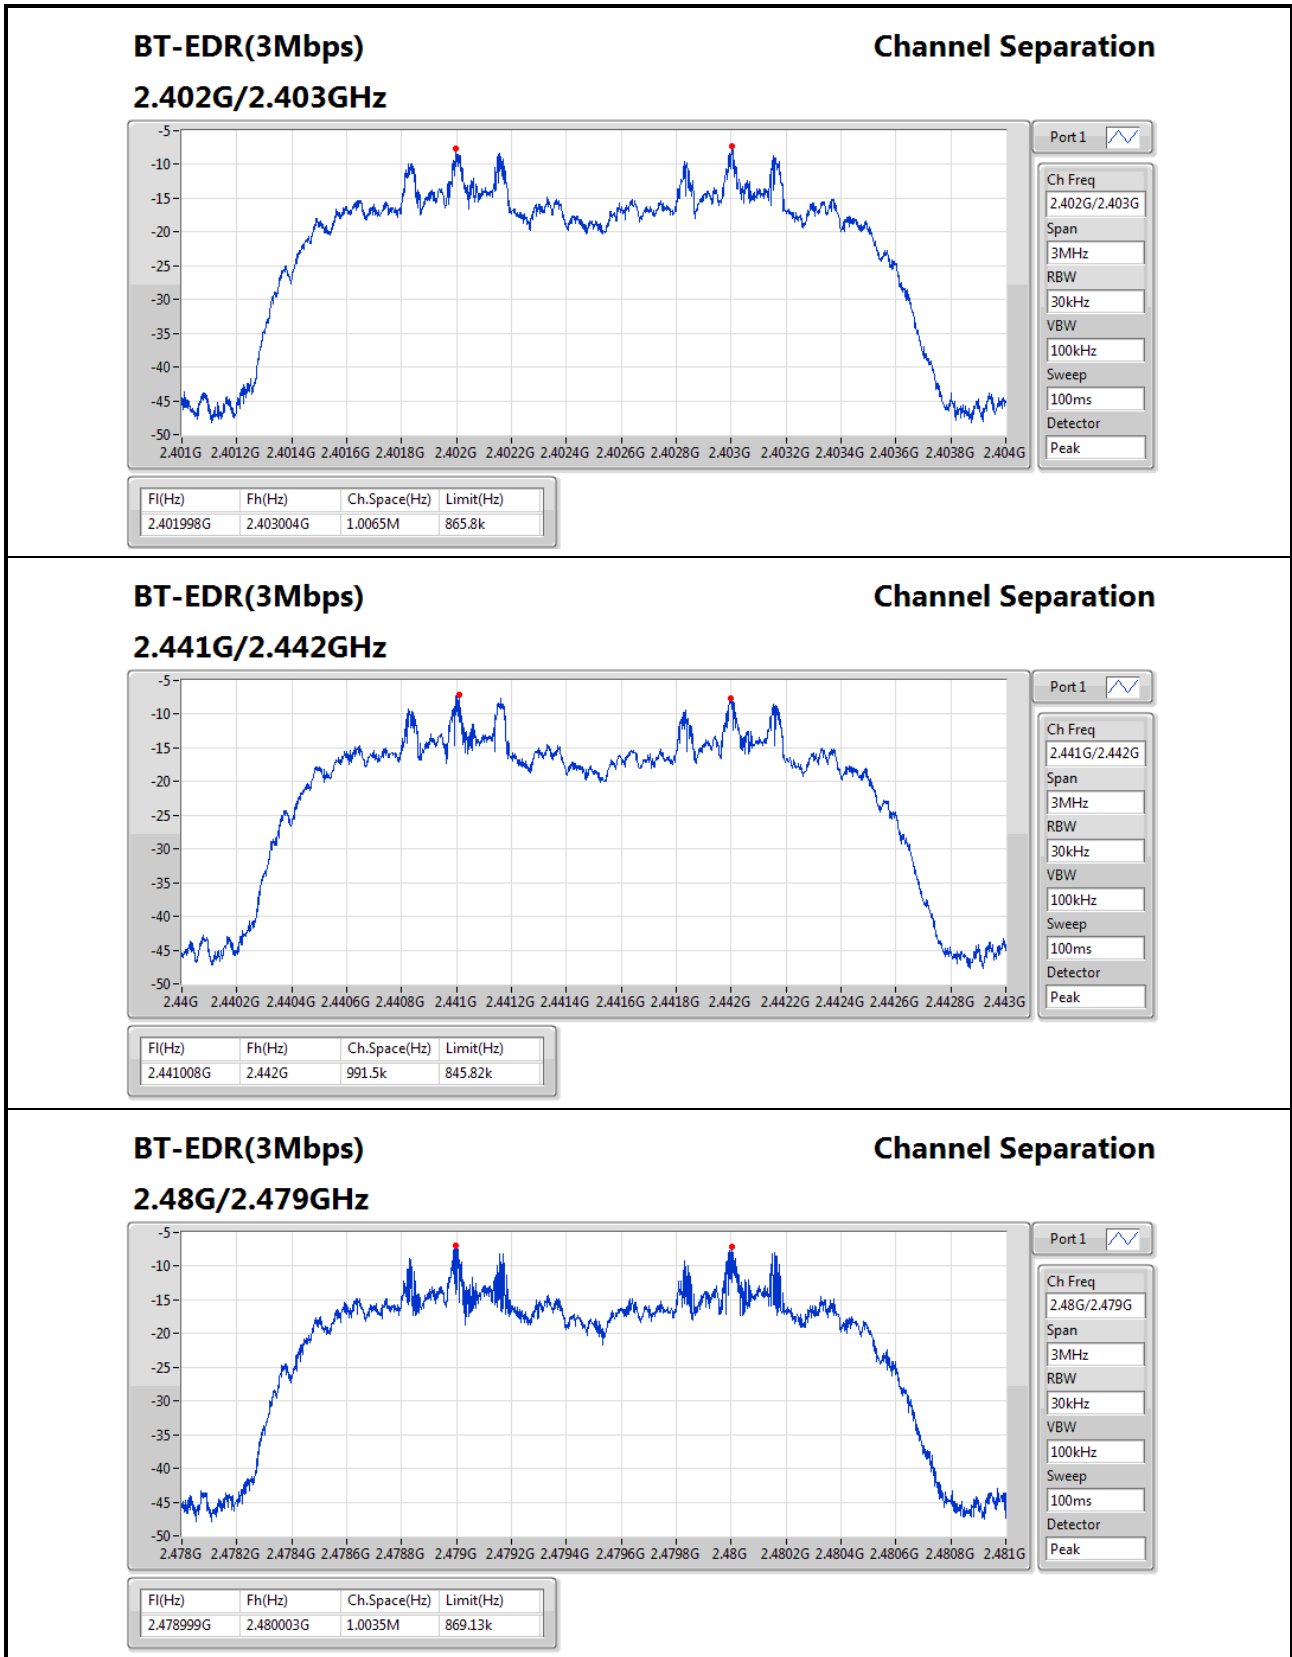 BT-EDR(3Mbps) Channel Separation
2.402G/2.403GHz
Port 1
-5
-10
-15
-20
-25
-30
-35
-40
-45
-50
2.401G 2.4012G 2.4014G 2.4016G 2.4018G 2.402G 2.4022G 2.4024G 2.4026G 2.4028G 2.403G 2.4032G 2.4034G 2.4036G 2.4038G 2.404G
Ch Freq
2.402G/2.403G
Span
3MHz
RBW
30kHz
VBW
100kHz
Sweep
100ms
Detector
Peak
Fl(Hz) Fh(Hz) Ch.Space(Hz) Limit(Hz)
2.401998G 2.403004G 1.0065M 865.8k
BT-EDR(3Mbps) Channel Separation
2.441G/2.442GHz
Port 1
-5
-10
-15
-20
-25
-30
-35
-40
-45
-50
2.44G 2.4402G 2.4404G 2.4406G 2.4408G 2.441G 2.4412G 2.4414G 2.4416G 2.4418G 2.442G 2.4422G 2.4424G 2.4426G 2.4428G 2.443G
Ch Freq
2.441G/2.442G
Span
3MHz
RBW
30kHz
VBW
100kHz
Sweep
100ms
Detector
Peak
Fl(Hz) Fh(Hz) Ch.Space(Hz) Limit(Hz)
2.441008G 2.442G 991.5k 845.82k
BT-EDR(3Mbps) Channel Separation
2.48G/2.479GHz
Port 1
-5
-10
-15
-20
-25
-30
-35
-40
-45
-50
2.478G 2.4782G 2.4784G 2.4786G 2.4788G 2.479G 2.4792G 2.4794G 2.4796G 2.4798G 2.48G 2.4802G 2.4804G 2.4806G 2.4808G 2.481G
Ch Freq
2.48G/2.479G
Span
3MHz
RBW
30kHz
VBW
100kHz
Sweep
100ms
Detector
Peak
Fl(Hz) Fh(Hz) Ch.Space(Hz) Limit(Hz)
2.478999G 2.480003G 1.0035M 869.13k